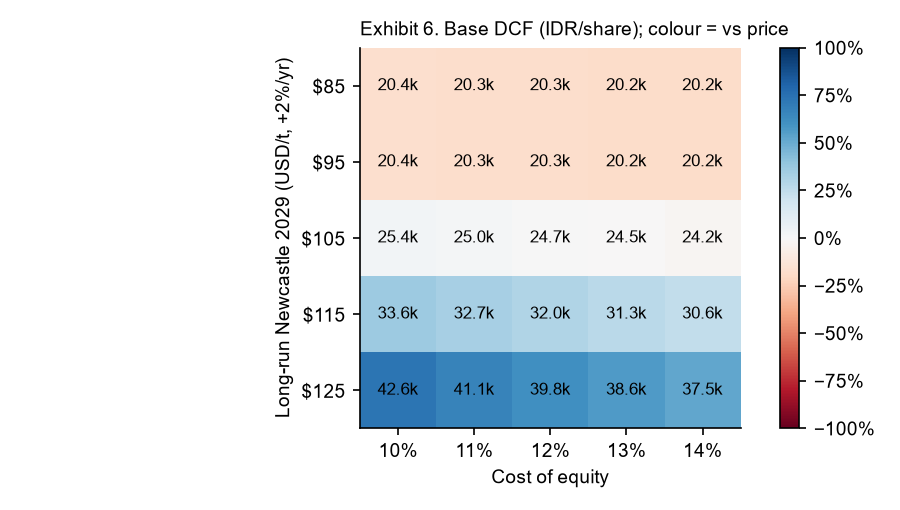 Exhibit 6. Base DCF (IDR/share); colour = vs price
Long-run Newcastle 2029 (USD/t, +2%/yr)
$85 20.4k 20.3k 20.3k 20.2k 20.2k
$95 20.4k 20.3k 20.3k 20.2k 20.2k
$105 25.4k 25.0k 24.7k 24.5k 24.2k
$115 33.6k 32.7k 32.0k 31.3k 30.6k
$125 42.6k 41.1k 39.8k 38.6k 37.5k
10% 11% 12% 13% 14%
Cost of equity
100%
75%
50%
25%
0%
−25%
−50%
−75%
−100%